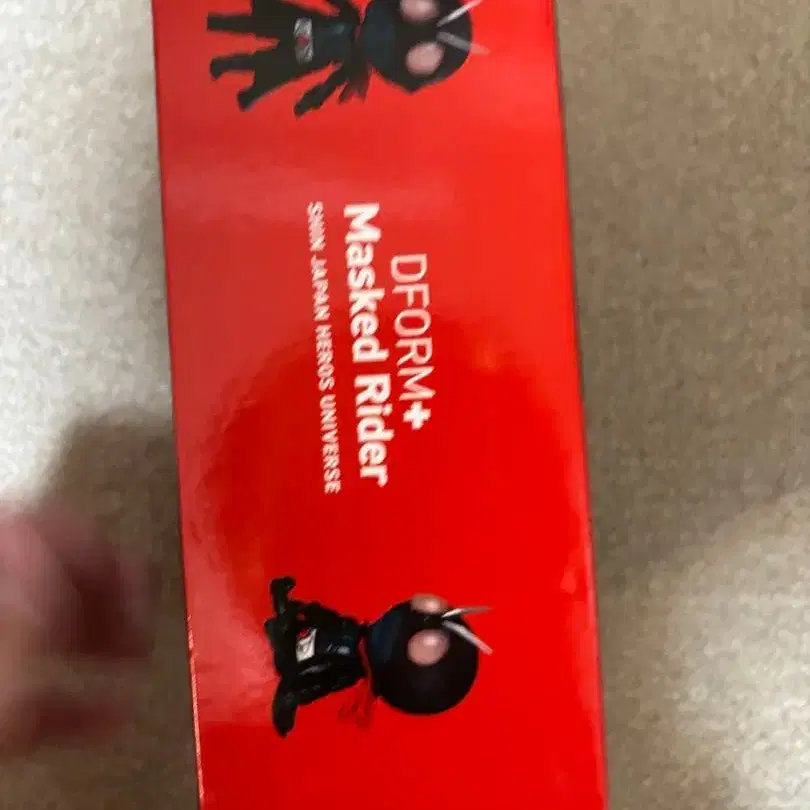 DFORM+
Masked Rider
SHIN JAPAN HEROS UNIVERSE